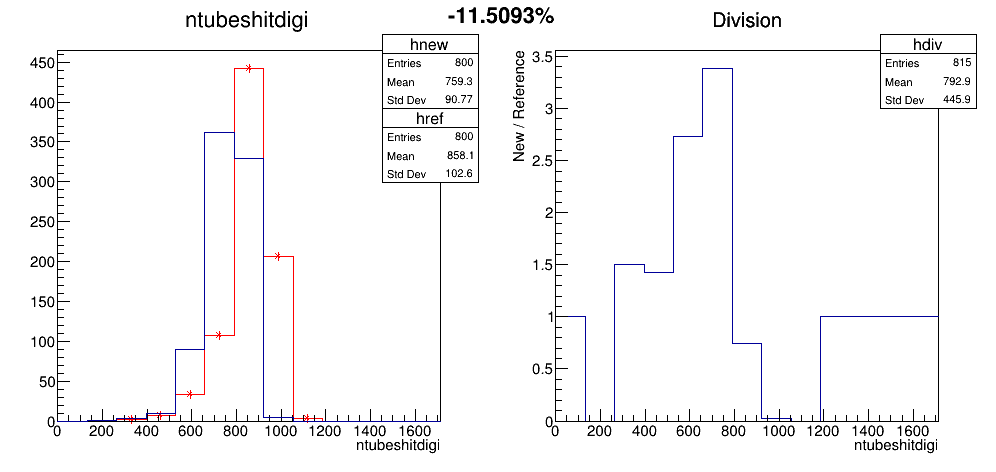 -11.5093%
ntubeshitdigi
hnew
Entries 800
Mean 759.3
Std Dev 90.77
href
Entries 800
Mean 858.1
Std Dev 102.6
450
400
350
300
250
200
150
100
50
0
0 200 400 600 800 1000 1200 1400 1600
ntubeshitdigi
Division
hdiv
Entries 815
Mean 792.9
Std Dev 445.9
New / Reference
3.5
3
2.5
2
1.5
1
0.5
0
0 200 400 600 800 1000 1200 1400 1600
ntubeshitdigi